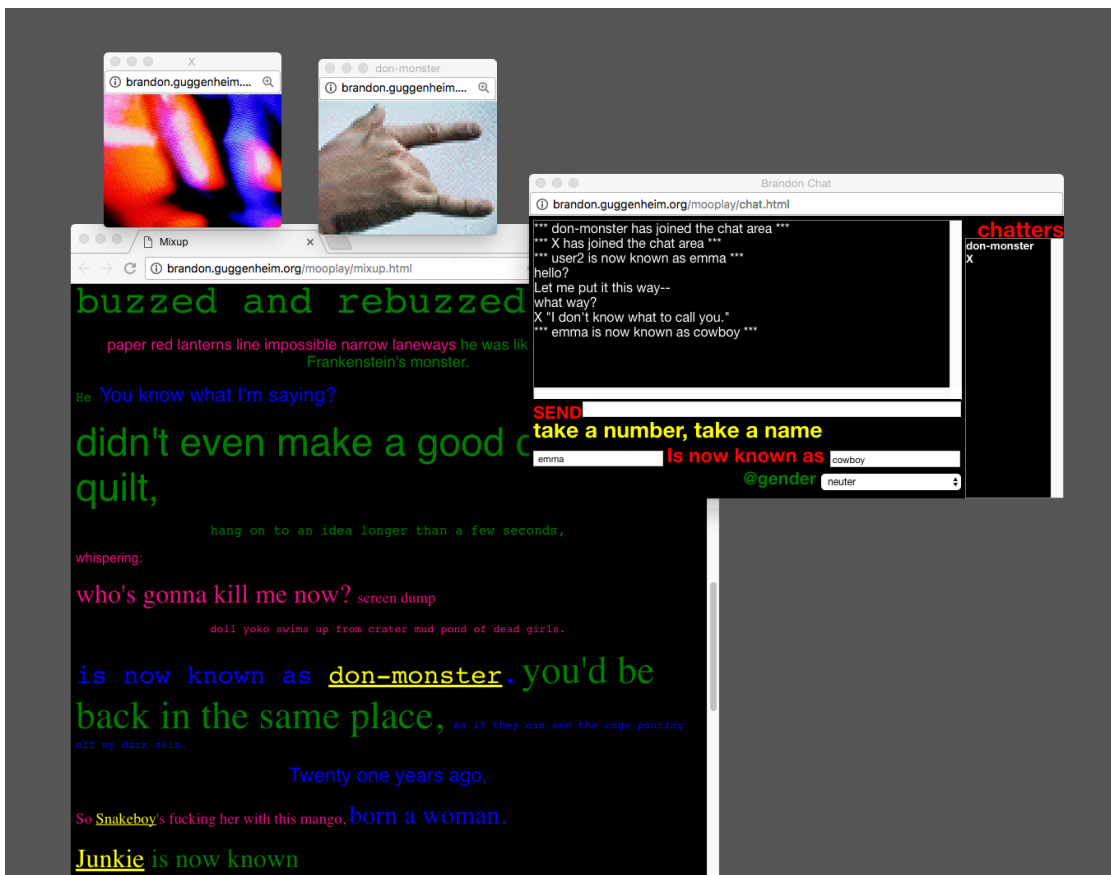 X
brandon.guggenheim....
don-monster
brandon.guggenheim....
Mixup
brandon.guggenheim.org/mooplay/mixup.html
buzzed and rebuzzed
paper red lanterns line impossible narrow laneways he was lik
Frankenstein's monster.
He You know what I'm saying?
didn't even make a good
quilt,
hang on to an idea longer than a few seconds,
whispering:
who's gonna kill me now? screen dump
doll yoko swims up from crater mud pond of dead girls.
is now known as don-monster. you'd be
back in the same place, As if they can see the rage pouring
off my dark skin.
Twenty one years ago,
So Snakeboy's fucking her with this mango, born a woman.
Junkie is now known
Brandon Chat
brandon.guggenheim.org/mooplay/chat.html
*** don-monster has joined the chat area ***
*** X has joined the chat area ***
*** user2 is now known as emma ***
hello?
Let me put it this way--
what way?
X "I don't know what to call you."
*** emma is now known as cowboy ***
chatters
don-monster
X
SEND
take a number, take a name
emma Is now known as cowboy
@gender neuter